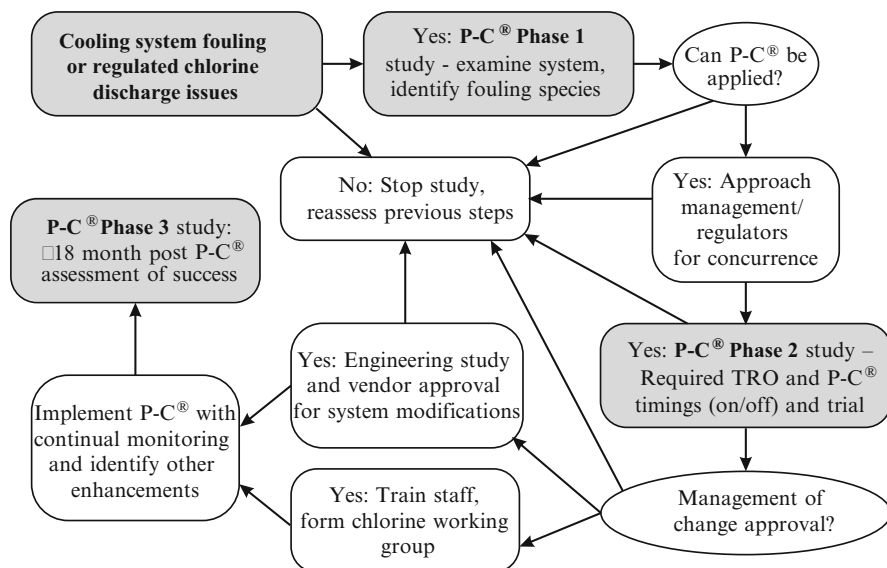 Cooling system fouling
or regulated chlorine
discharge issues
Yes: P-C® Phase 1
study - examine system,
identify fouling species
Can P-C® be
applied?
No: Stop study,
reassess previous steps
Yes: Approach
management/
regulators
for concurrence
P-C® Phase 3 study:
□18 month post P-C®
assessment of success
Yes: Engineering study
and vendor approval
for system modifications
Yes: P-C® Phase 2 study –
Required TRO and P-C®
timings (on/off) and trial
Implement P-C® with
continual monitoring
and identify other
enhancements
Yes: Train staff,
form chlorine working
group
Management of
change approval?